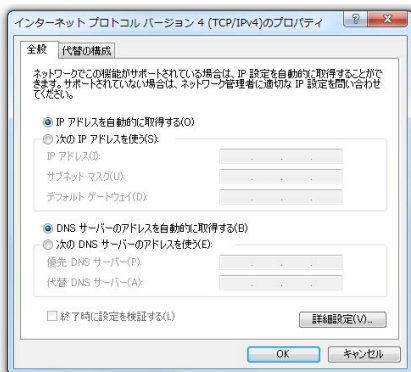 インターネット プロトコル バージョン 4 (TCP/IPv4)のプロパティ
全般
代替の構成
ネットワークでこの機能がサポートされている場合は、IP 設定を自動的に取得することがで
きます。サポートされていない場合は、ネットワーク管理者に適切な IP 設定を問い合わせ
てください。
IP アドレスを自動的に取得する(O)
次の IP アドレスを使う(S):
IP アドレス(I):
サブネット マスク(U):
デフォルト ゲートウェイ(D):
DNS サーバーのアドレスを自動的に取得する(B)
次の DNS サーバーのアドレスを使う(E):
優先 DNS サーバー(P):
代替 DNS サーバー(A):
終了時に設定を検証する(L)
詳細設定(V)...
OK
キャンセル